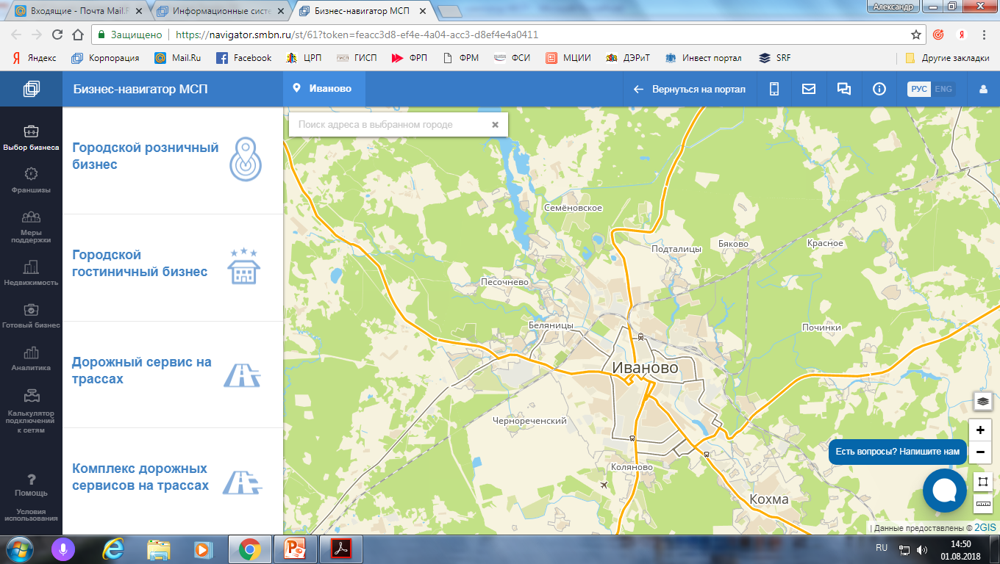 Входящие - Почта Mail.R
Информационные систе
Бизнес-навигатор МСП
Александр
Защищено
https://navigator.smbn.ru/st/61?token=feacc3d8-ef4e-4a04-acc3-d8ef4e4a0411
Яндекс
Корпорация
Mail.Ru
Facebook
ЦРП
ГИСП
ФРП
ФРМ
ФСИ
МЦИИ
ДЭРиТ
Инвест портал
SRF
Другие закладки
Бизнес-навигатор МСП
Иваново
Вернуться на портал
РУС
ENG
Выбор бизнеса
Франшизы
Меры
поддержки
Недвижимость
Готовый бизнес
Аналитика
Калькулятор
подключений
к сетям
?
Помощь
Условия
использования
Городской розничный
бизнес
Городской
гостиничный бизнес
Дорожный сервис на
трассах
Комплекс дорожных
сервисов на трассах
Поиск адреса в выбранном городе
Семёновское
Подталицы
Бяково
Красное
Песочнево
Беляницы
Починки
Иваново
Чернореченский
Коляново
Кохма
+
−
Есть вопросы? Напишите нам
| Данные предоставлены © 2GIS
RU
14:50
01.08.2018